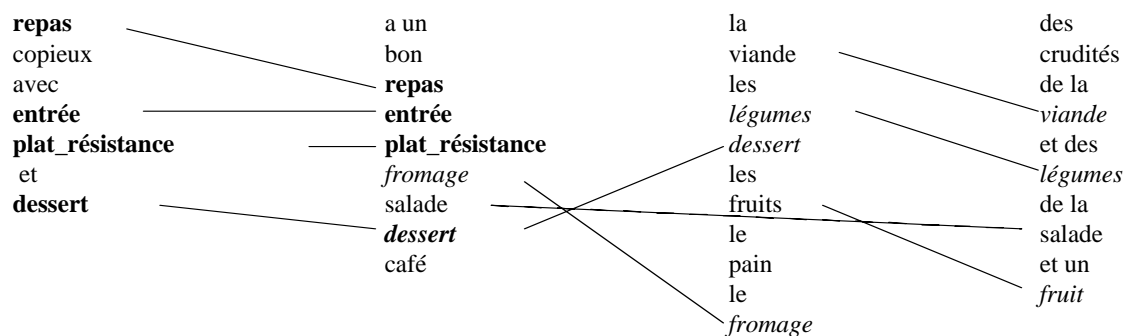 repas
copieux
avec
entrée
plat_résistance
et
dessert
a un
bon
repas
entrée
plat_résistance
fromage
salade
dessert
café
la
viande
les
légumes
dessert
les
fruits
le
pain
le
fromage
des
crudités
de la
viande
et des
légumes
de la
salade
et un
fruit